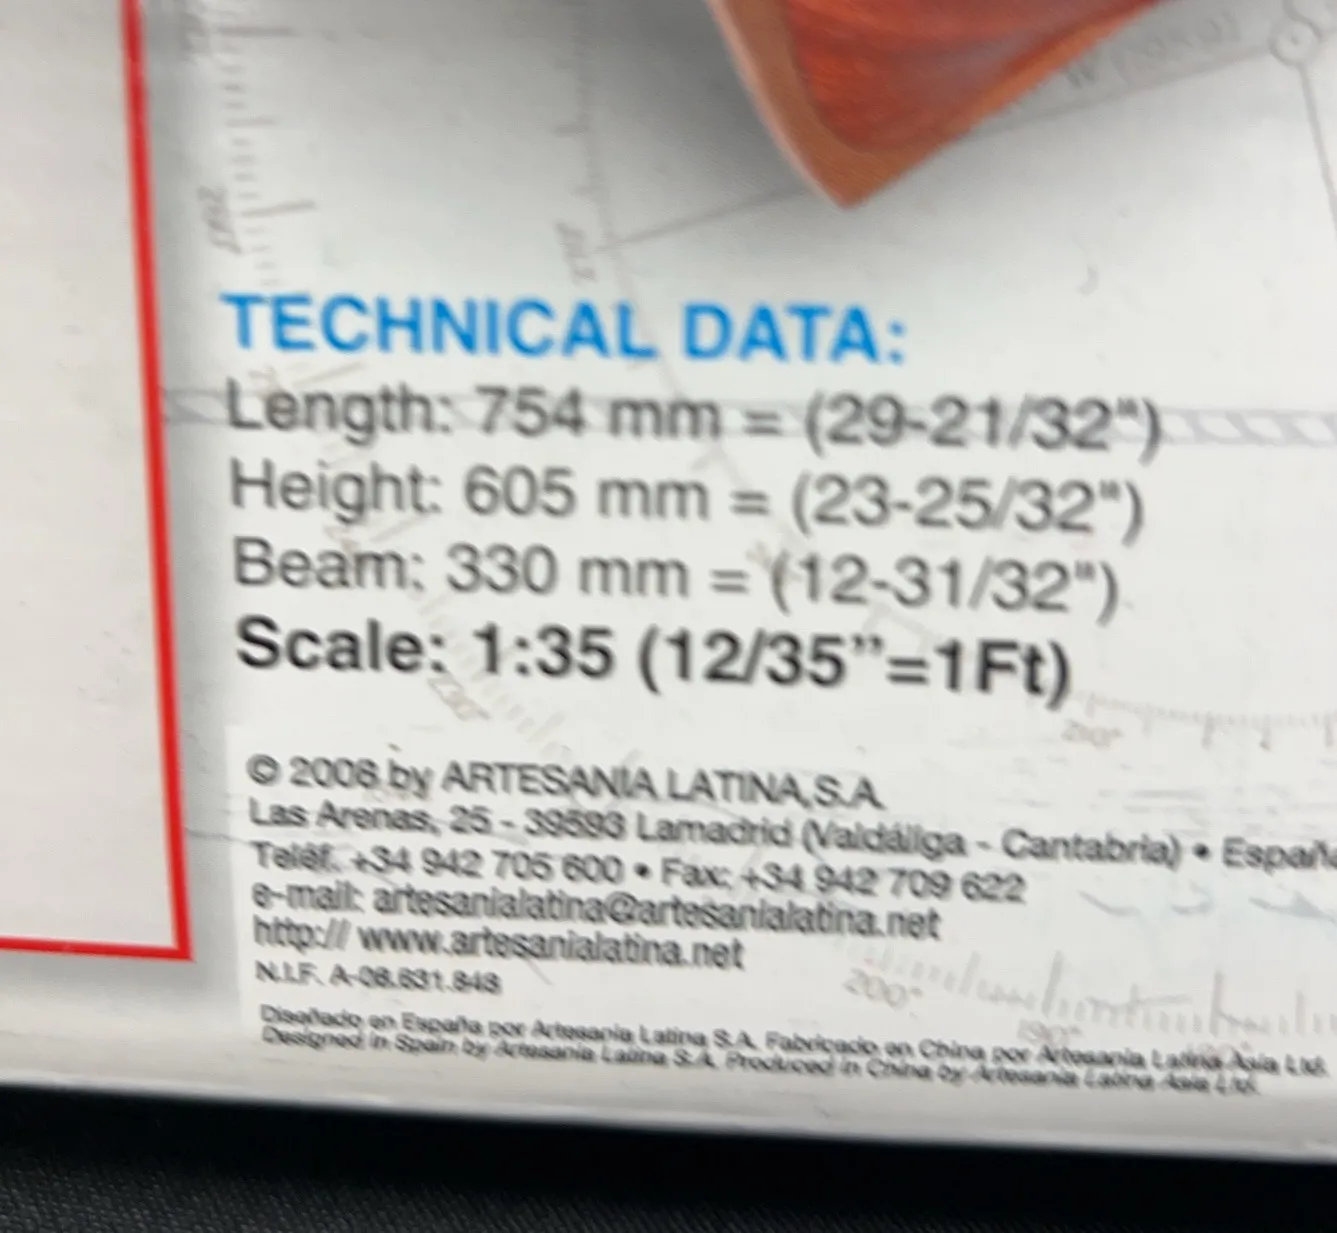 TECHNICAL DATA:
Length: 754 mm = (29-21/32")
Height: 605 mm = (23-25/32")
Beam: 330 mm = (12-31/32")
Scale: 1:35 (12/35”=1Ft)
© 2008 by ARTESANIA LATINA,S.A.
Las Arenas, 25 - 39593 Lamadrid (Valdáliga - Cantabria) • España
Teléf. +34 942 705 600 • Fax: +34 942 709 622
e-mail: artesanialatina@artesanialatina.net
http:// www.artesanialatina.net
N.I.F. A-08.631.848
Diseñado en España por Artesania Latina S.A. Fabricado en China por Artesania Latina Asia Ltd.
Designed in Spain by Artesania Latina S.A. Produced in China by Artesania Latina Asia Ltd.
200°